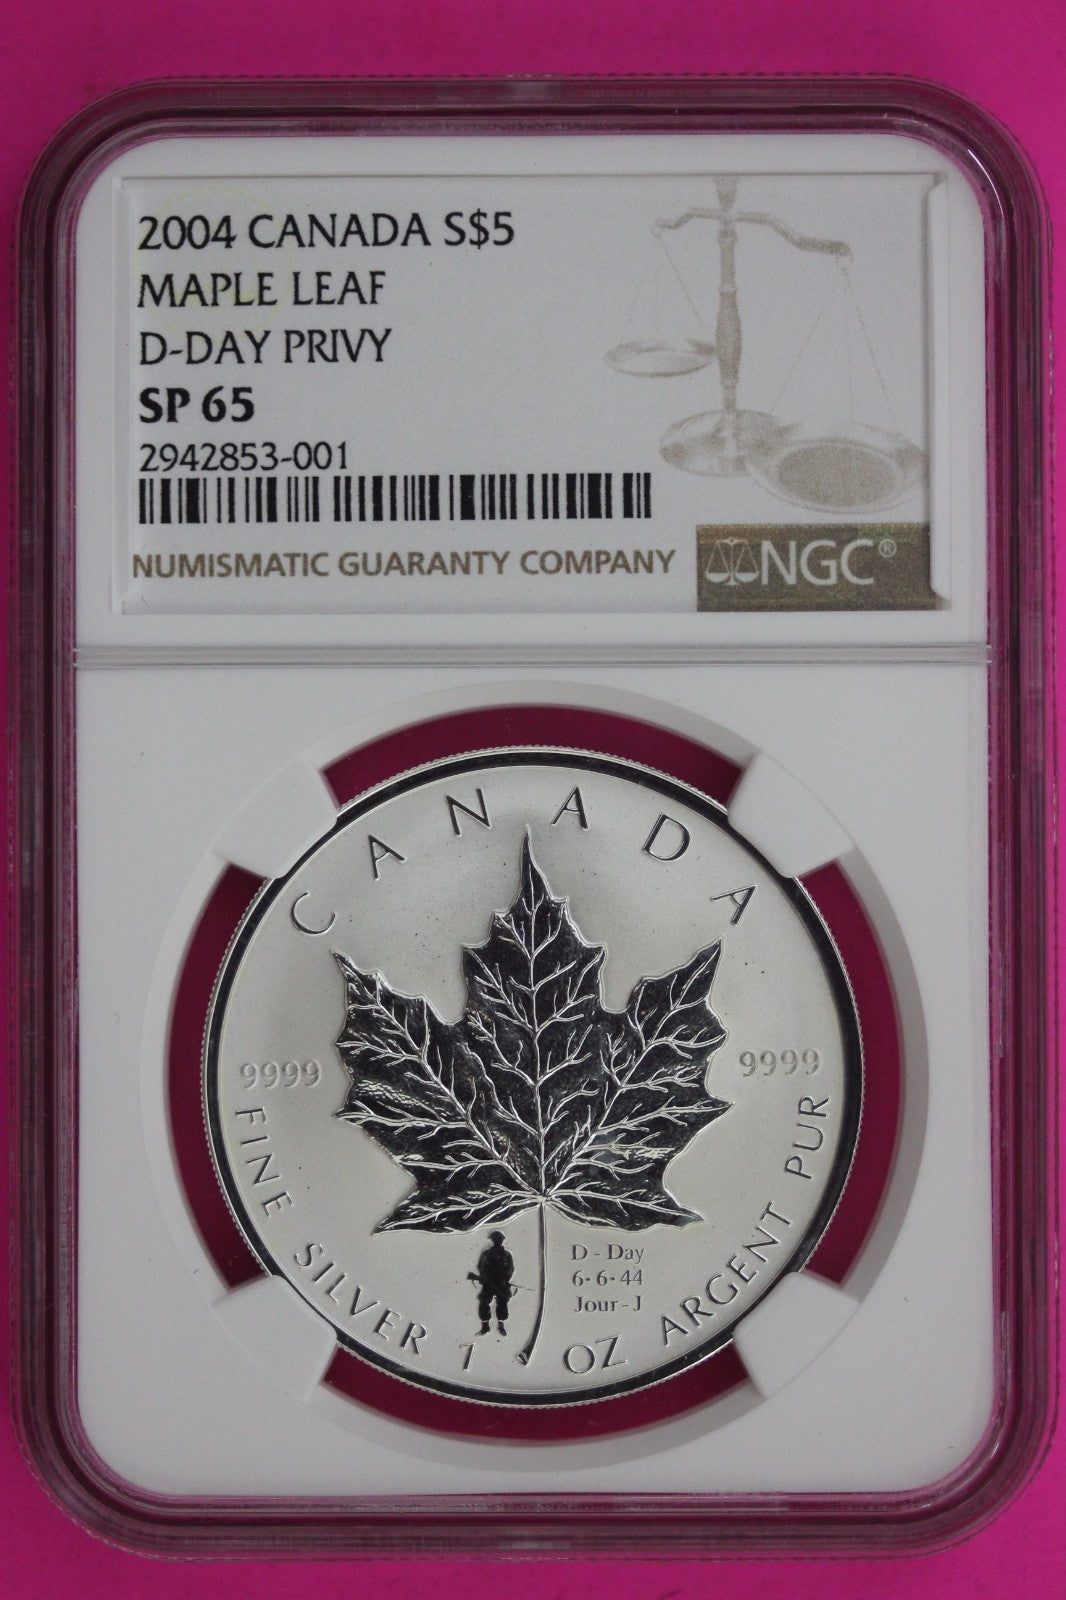 2004 CANADA S$5
MAPLE LEAF
D-DAY PRIVY
SP 65
2942853-001
NUMISMATIC GUARANTY COMPANY
NGC®
CANADA
9999
9999
FINE SILVER 1 OZ ARGENT PUR
D - Day
6 · 6 · 44
Jour - J